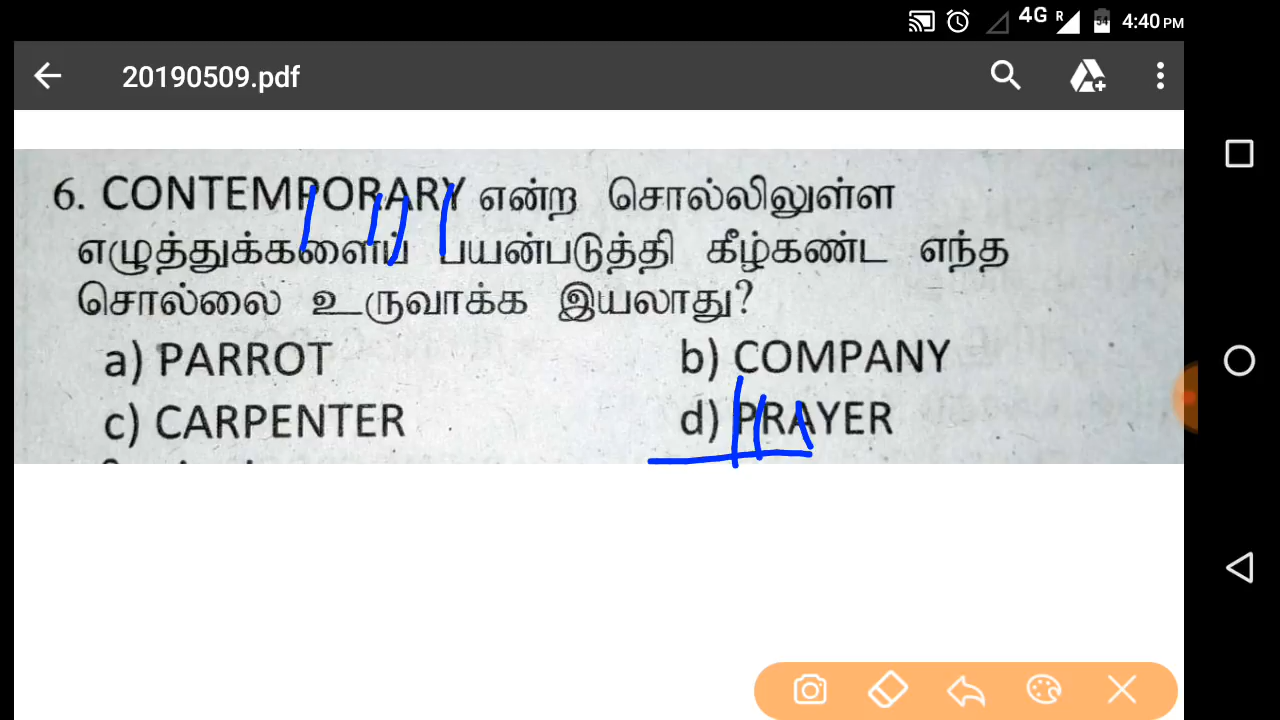 4G R 54 4:40 PM
20190509.pdf
6. CONTEMPORARY என்ற சொல்லிலுள்ள
எழுத்துக்களைப் பயன்படுத்தி கீழ்கண்ட எந்த
சொல்லை உருவாக்க இயலாது?
a) PARROT b) COMPANY
c) CARPENTER d) PRAYER